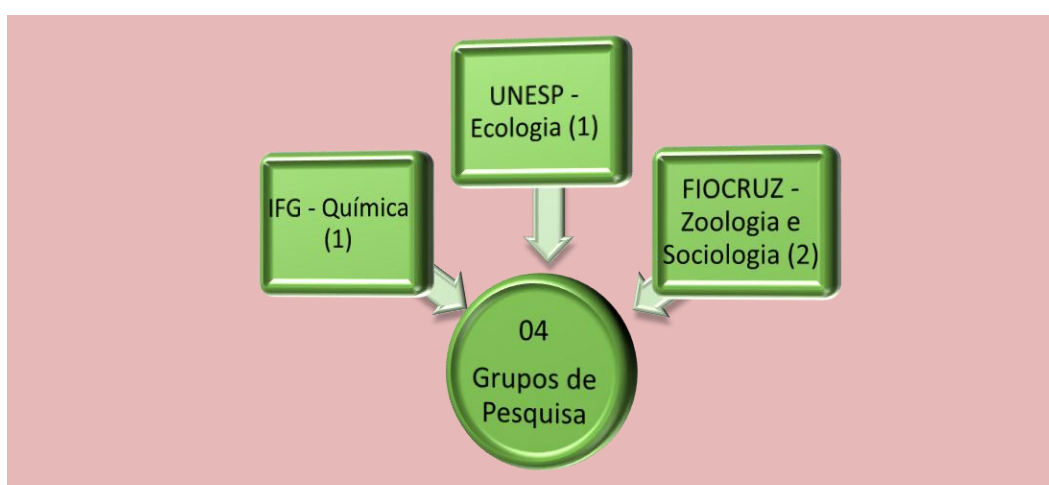 UNESP -
Ecologia (1)
IFG - Química
(1)
FIOCRUZ -
Zoologia e
Sociologia (2)
04
Grupos de
Pesquisa